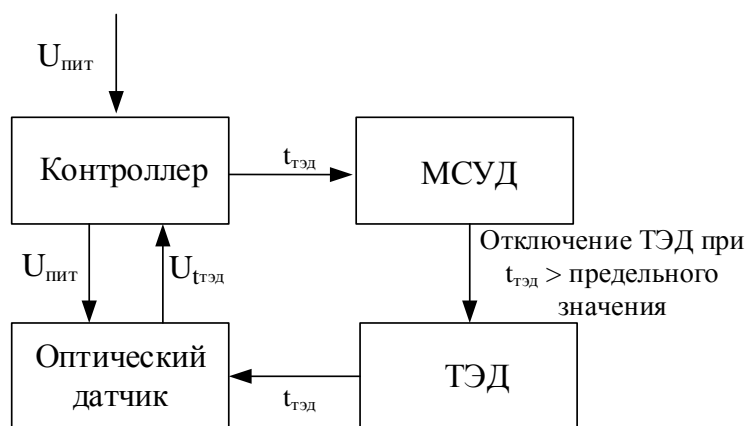 Uпит
Контроллер
tтэд
МСУД
Uпит
Utтэд
Отключение ТЭД при
tтэд > предельного
значения
Оптический
датчик
tтэд
ТЭД